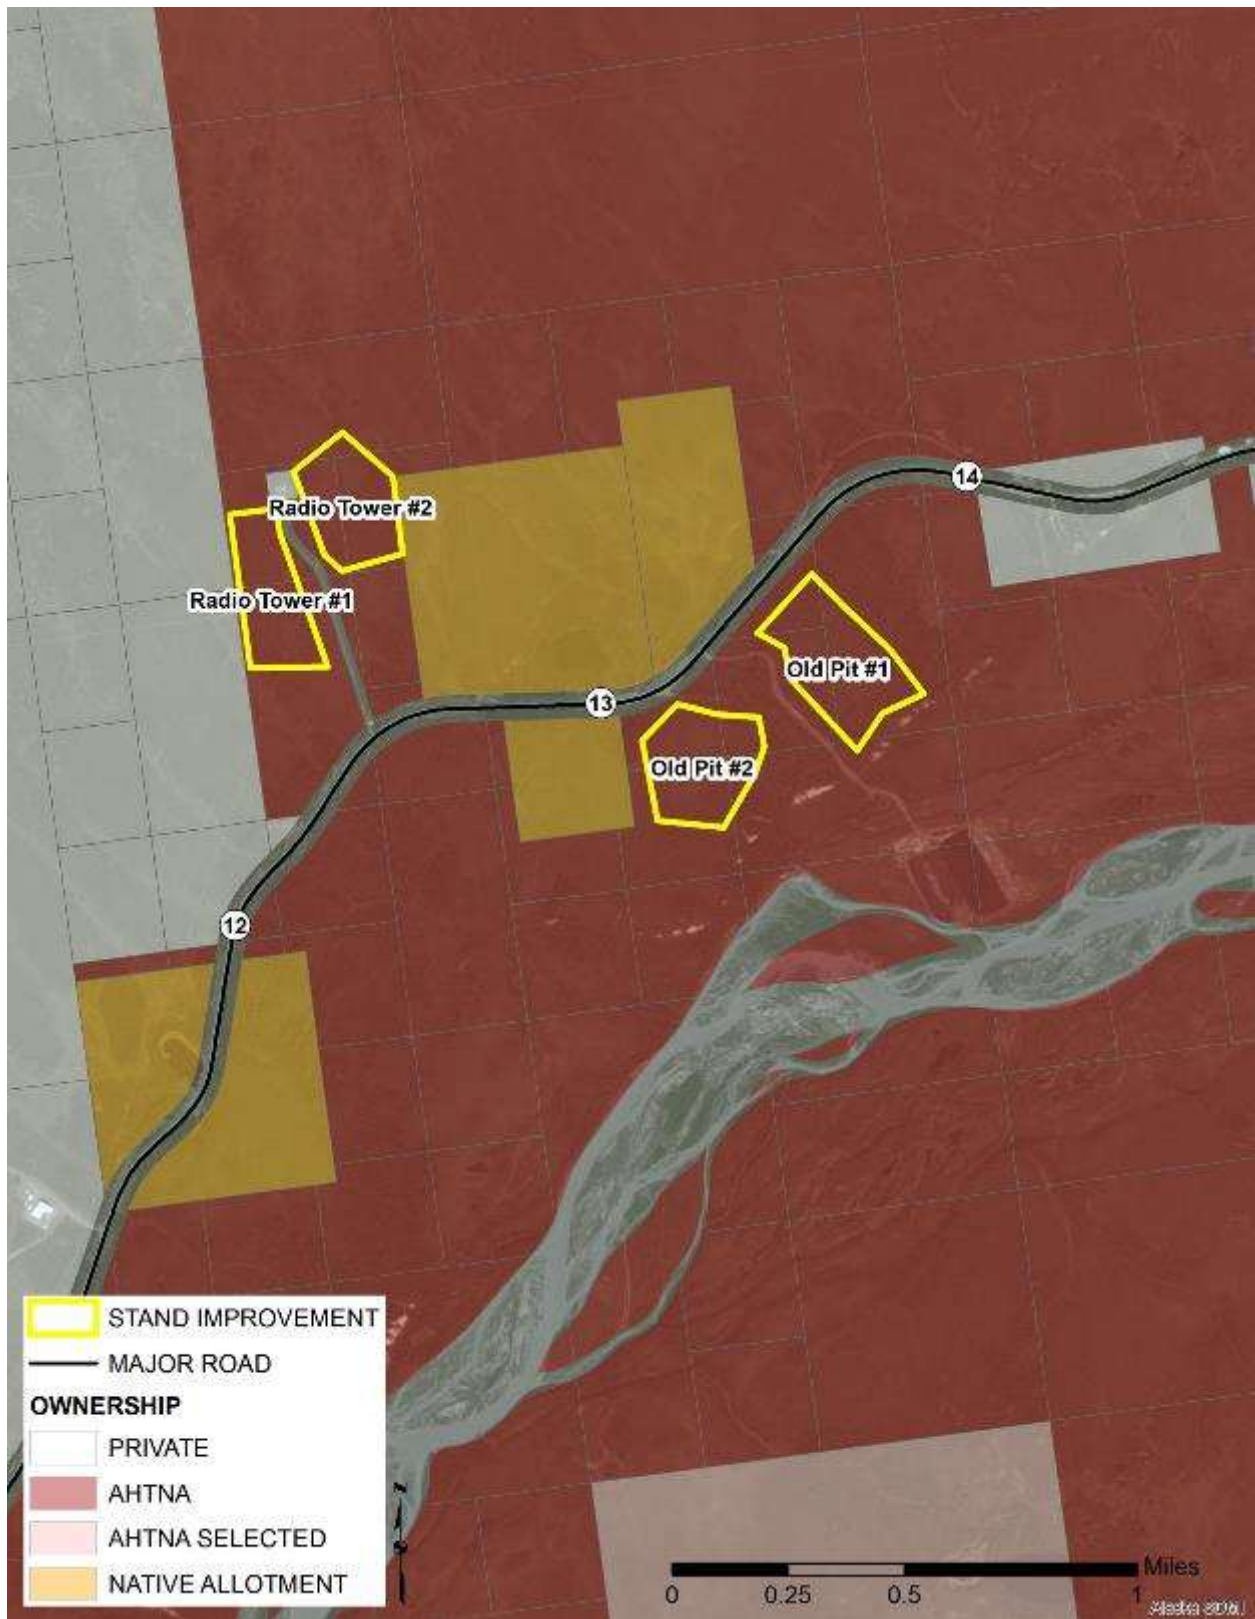 14
Radio Tower #2
Radio Tower #1
Old Pit #1
13
Old Pit #2
12
STAND IMPROVEMENT
MAJOR ROAD
OWNERSHIP
PRIVATE
AHTNA
AHTNA SELECTED
NATIVE ALLOTMENT
N
Miles
0 0.25 0.5 1
Alaska